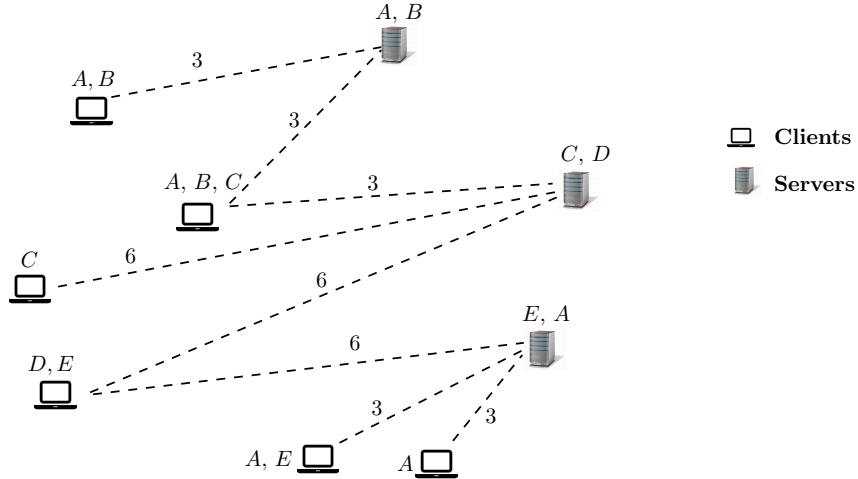 A, B
3
A, B
3
Clients
C, D
A, B, C
3
Servers
C
6
6
E, A
6
D, E
3
3
A, E
A